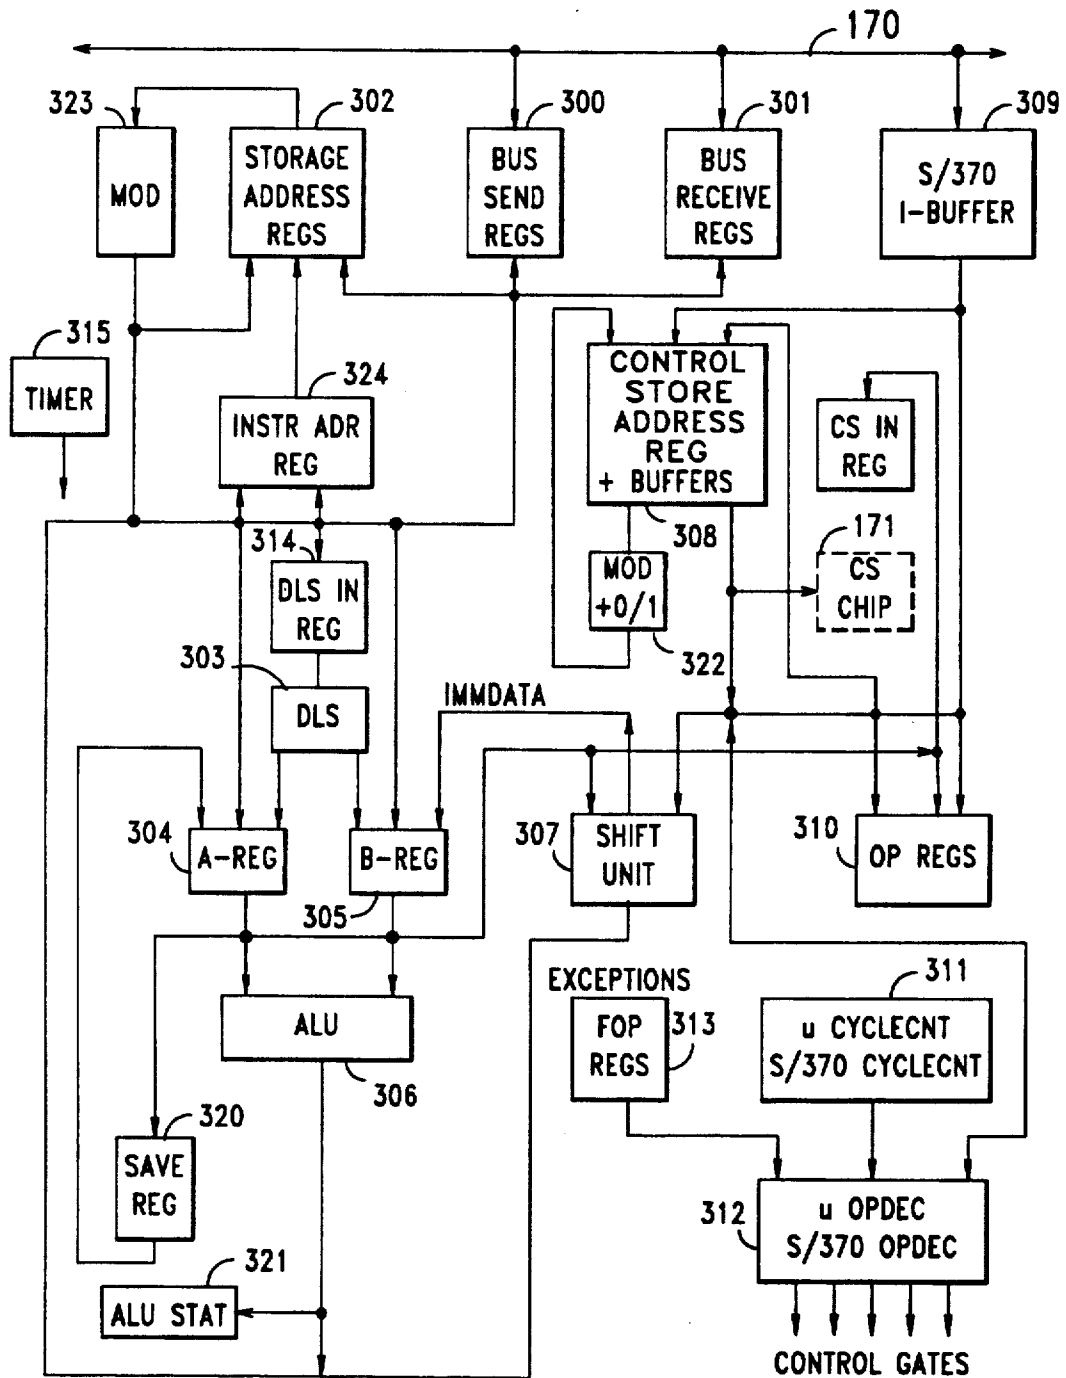 170
323
302
300
301
309
MOD
STORAGE
ADDRESS
REGS
BUS
SEND
REGS
BUS
RECEIVE
REGS
S/370
I-BUFFER
315
TIMER
324
INSTR ADR
REG
CONTROL
STORE
ADDRESS
REG
+ BUFFERS
308
CS IN
REG
171
CS
CHIP
314
DLS IN
REG
MOD
+0/1
322
303
DLS
IMMDATA
304
A-REG
B-REG
305
307
SHIFT
UNIT
310
OP REGS
ALU
306
EXCEPTIONS
FOP
REGS
313
311
u CYCLECNT
S/370 CYCLECNT
320
SAVE
REG
312
u OPDEC
S/370 OPDEC
321
ALU STAT
CONTROL GATES